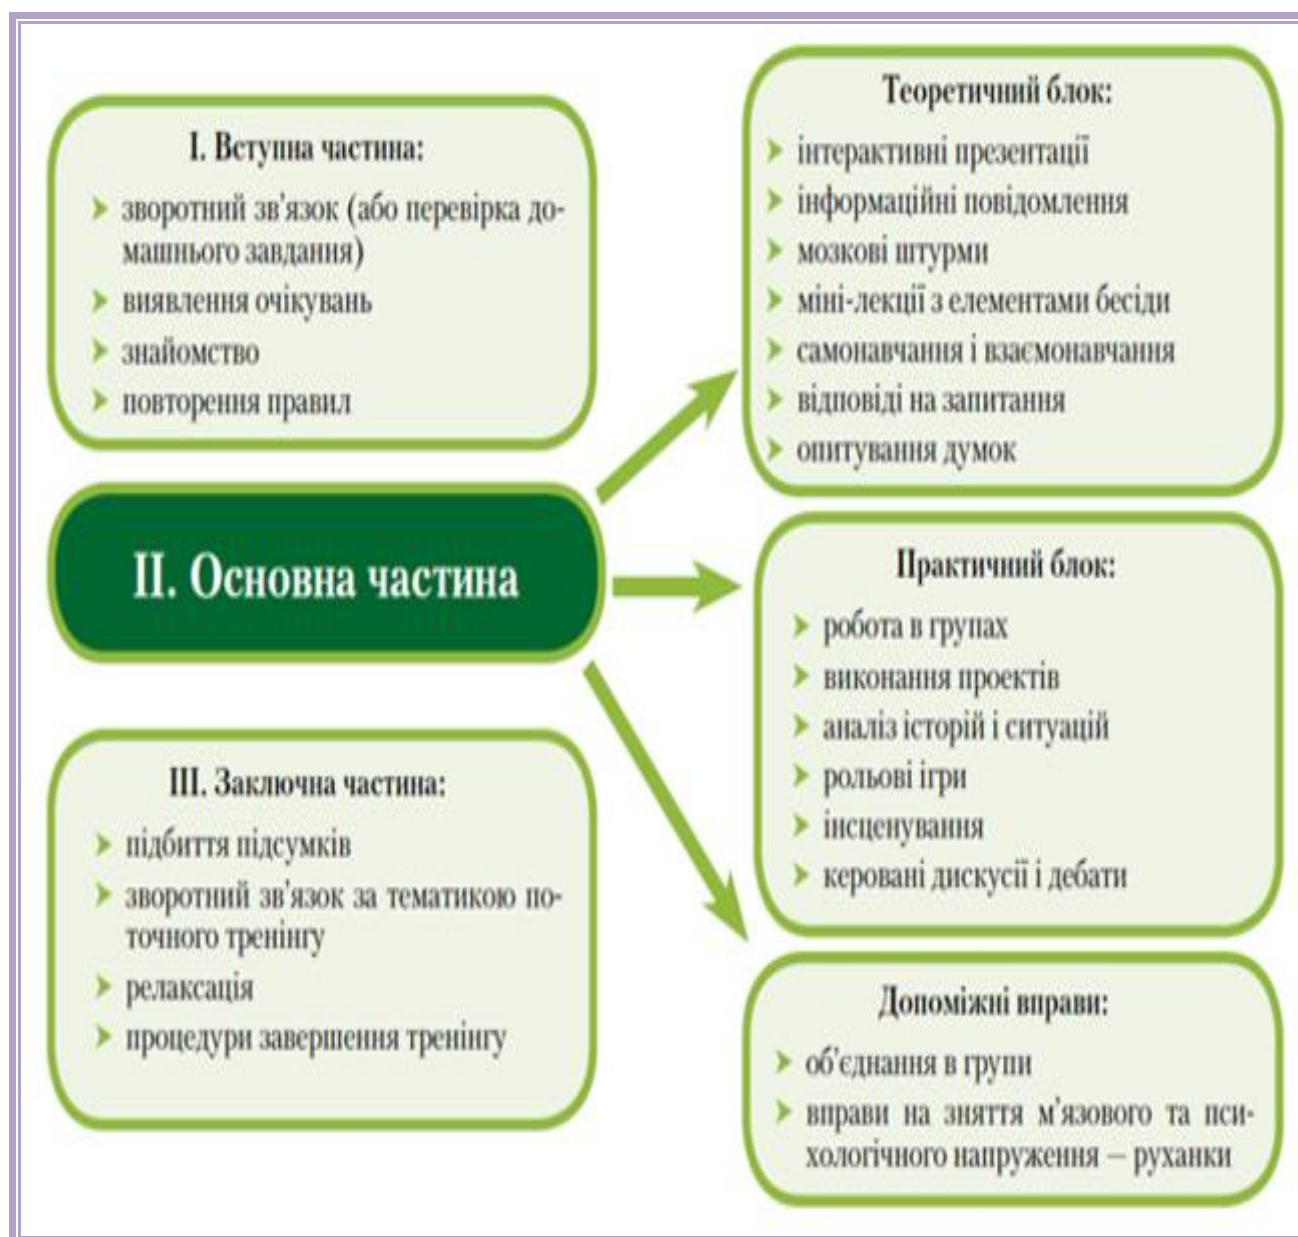 І. Вступна частина:
зворотний зв’язок (або перевірка до-
машнього завдання)
виявлення очікувань
знайомство
повторення правил
ІІ. Основна частина
ІІІ. Заключна частина:
підбиття підсумків
зворотний зв’язок за тематикою по-
точного тренінгу
релаксація
процедури завершення тренінгу
Теоретичний блок:
інтерактивні презентації
інформаційні повідомлення
мозкові штурми
міні-лекції з елементами бесіди
самонавчання і взаємонавчання
відповіді на запитання
опитування думок
Практичний блок:
робота в групах
виконання проектів
аналіз історій і ситуацій
рольові ігри
інсценування
керовані дискусії і дебати
Допоміжні вправи:
об’єднання в групи
вправи на зняття м’язового та пси-
хологічного напруження – руханки